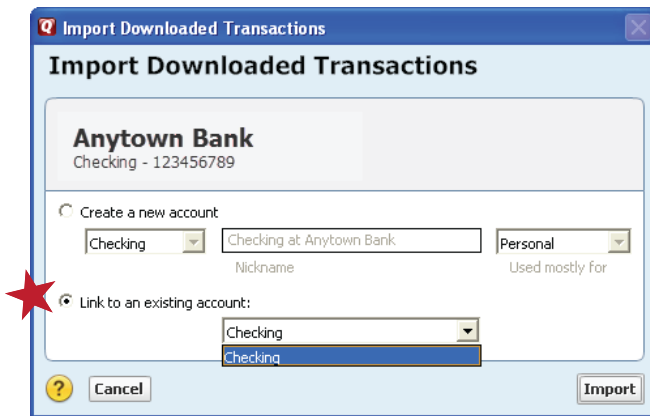 Import Downloaded Transactions
Import Downloaded Transactions
Anytown Bank
Checking - 123456789
Create a new account
Checking Checking at Anytown Bank Personal
Nickname Used mostly for
Link to an existing account:
Checking
Checking
? Cancel Import